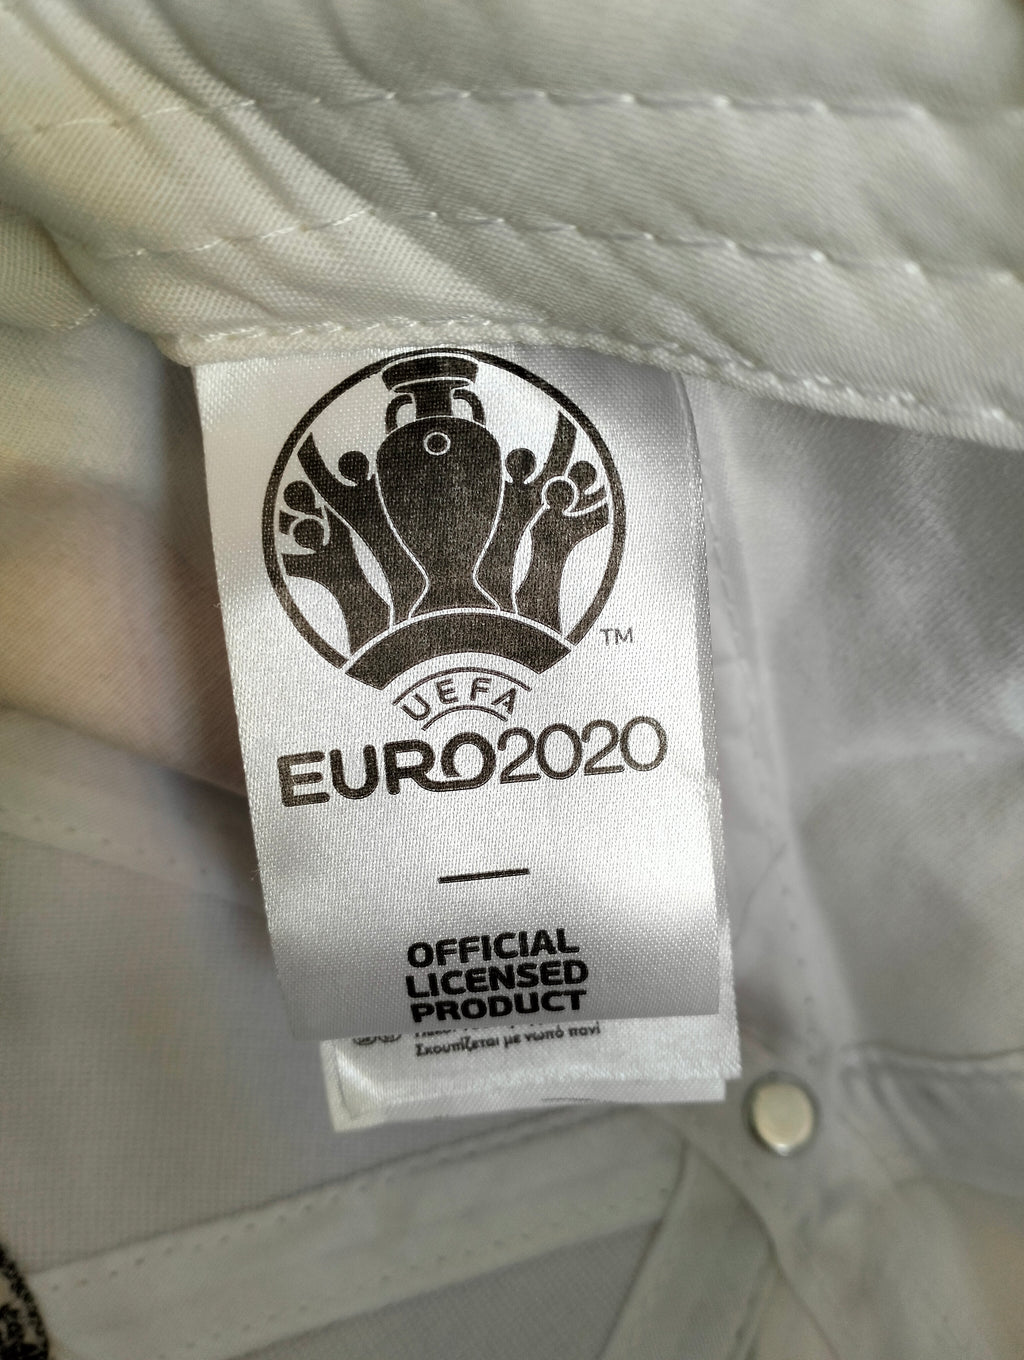 TM
UEFA
EURO2020
OFFICIAL
LICENSED
PRODUCT
Σκουπίζεται με νωπό πανί